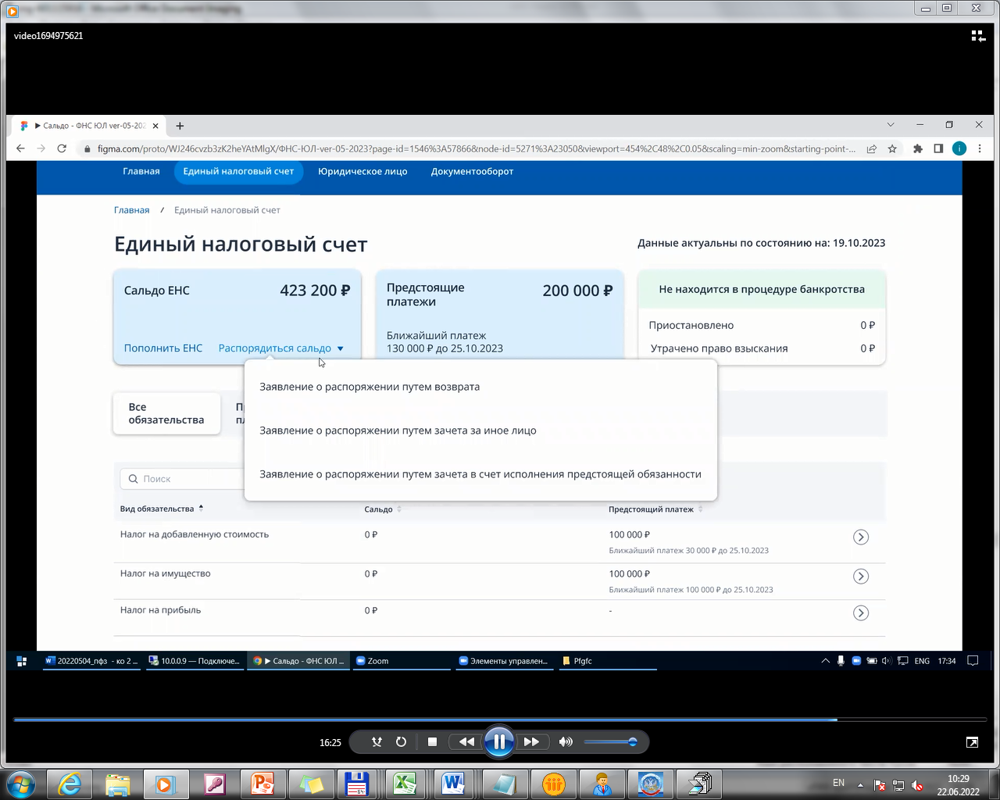 Microsoft Office Document Imaging
video1694975621
Сальдо - ФНС ЮЛ ver-05-202
figma.com/proto/WJ246cvzb3zK2heYAtMlgX/ФНС-ЮЛ-ver-05-2023?page-id=1546%3A57866&node-id=5271%3A23050&viewport=454%2C48%2C0.05&scaling=min-zoom&starting-point-...
i
Главная Единый налоговый счет Юридическое лицо Документооборот
Главная / Единый налоговый счет
Единый налоговый счет
Данные актуальны по состоянию на: 19.10.2023
Сальдо ЕНС 423 200 ₽
Пополнить ЕНС Распорядиться сальдо
Предстоящие платежи 200 000 ₽
Ближайший платеж
130 000 ₽ до 25.10.2023
Не находится в процедуре банкротства
Приостановлено 0 ₽
Утрачено право взыскания 0 ₽
Заявление о распоряжении путем возврата
Заявление о распоряжении путем зачета за иное лицо
Заявление о распоряжении путем зачета в счет исполнения предстоящей обязанности
Все
обязательства
Поиск
Вид обязательства Сальдо Предстоящий платеж
Налог на добавленную стоимость 0 ₽ 100 000 ₽
Ближайший платеж 30 000 ₽ до 25.10.2023
Налог на имущество 0 ₽ 100 000 ₽
Ближайший платеж 100 000 ₽ до 25.10.2023
Налог на прибыль 0 ₽ -
20220504_пфз - ко 2 ... 10.0.0.9 — Подключе... Сальдо - ФНС ЮЛ ... Zoom Элементы управлен... Pfgfc ENG 17:34
16:25
EN 10:29
22.06.2022